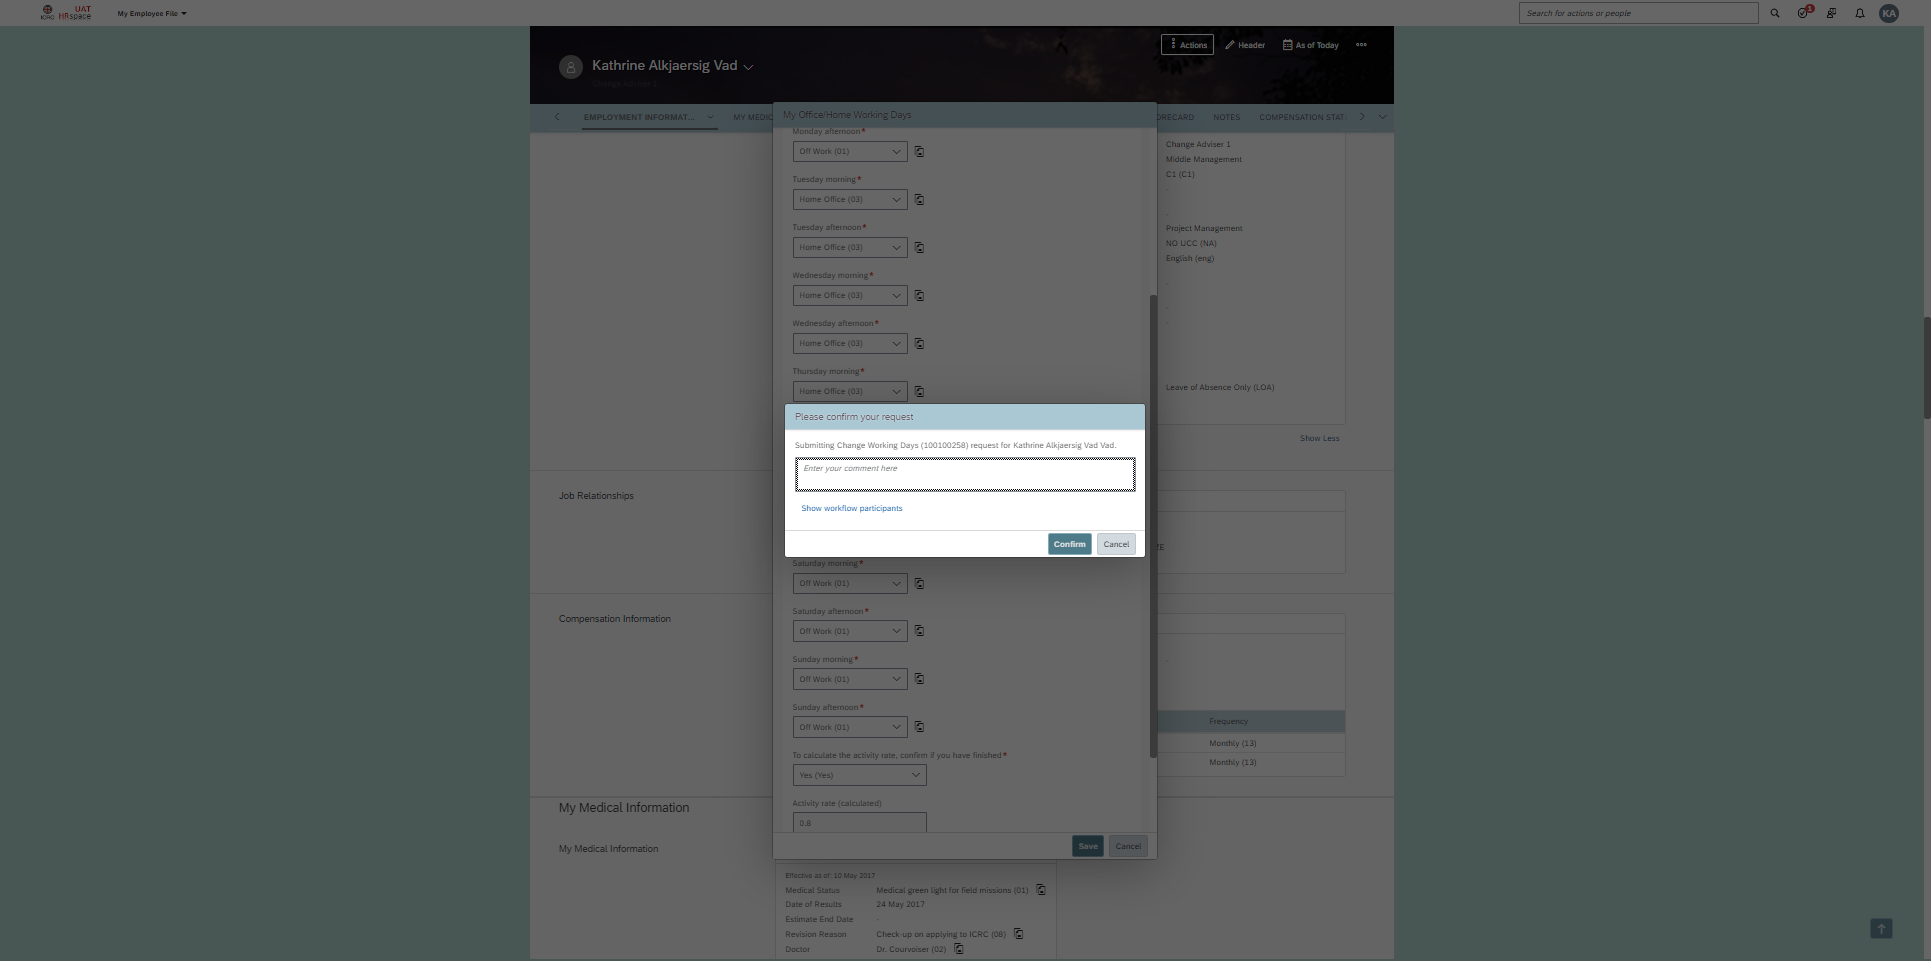 ICRC UAT HRspace
My Employee File
Search for actions or people
1
KA
Actions
Header
As of Today
Kathrine Alkjaersig Vad
Change Adviser 1
EMPLOYMENT INFORMAT...
MY MEDIC
ORECARD
NOTES
COMPENSATION STAT
My Office/Home Working Days
Monday afternoon*
Off Work (01)
Tuesday morning*
Home Office (03)
Tuesday afternoon*
Home Office (03)
Wednesday morning*
Home Office (03)
Wednesday afternoon*
Home Office (03)
Thursday morning*
Home Office (03)
Change Adviser 1
Middle Management
C1 (C1)
-
-
Project Management
NO UCC (NA)
English (eng)
-
-
-
Leave of Absence Only (LOA)
Show Less
Please confirm your request
Submitting Change Working Days (100100258) request for Kathrine Alkjaersig Vad Vad.
Enter your comment here
Show workflow participants
Confirm
Cancel
Job Relationships
ZE
Saturday morning*
Off Work (01)
Saturday afternoon*
Off Work (01)
Sunday morning*
Off Work (01)
Sunday afternoon*
Off Work (01)
To calculate the activity rate, confirm if you have finished*
Yes (Yes)
Activity rate (calculated)
0.8
Save
Cancel
Compensation Information
-
Frequency
Monthly (13)
Monthly (13)
My Medical Information
My Medical Information
Effective as of: 10 May 2017
Medical Status Medical green light for field missions (01)
Date of Results 24 May 2017
Estimate End Date -
Revision Reason Check-up on applying to ICRC (08)
Doctor Dr. Courvoiser (02)